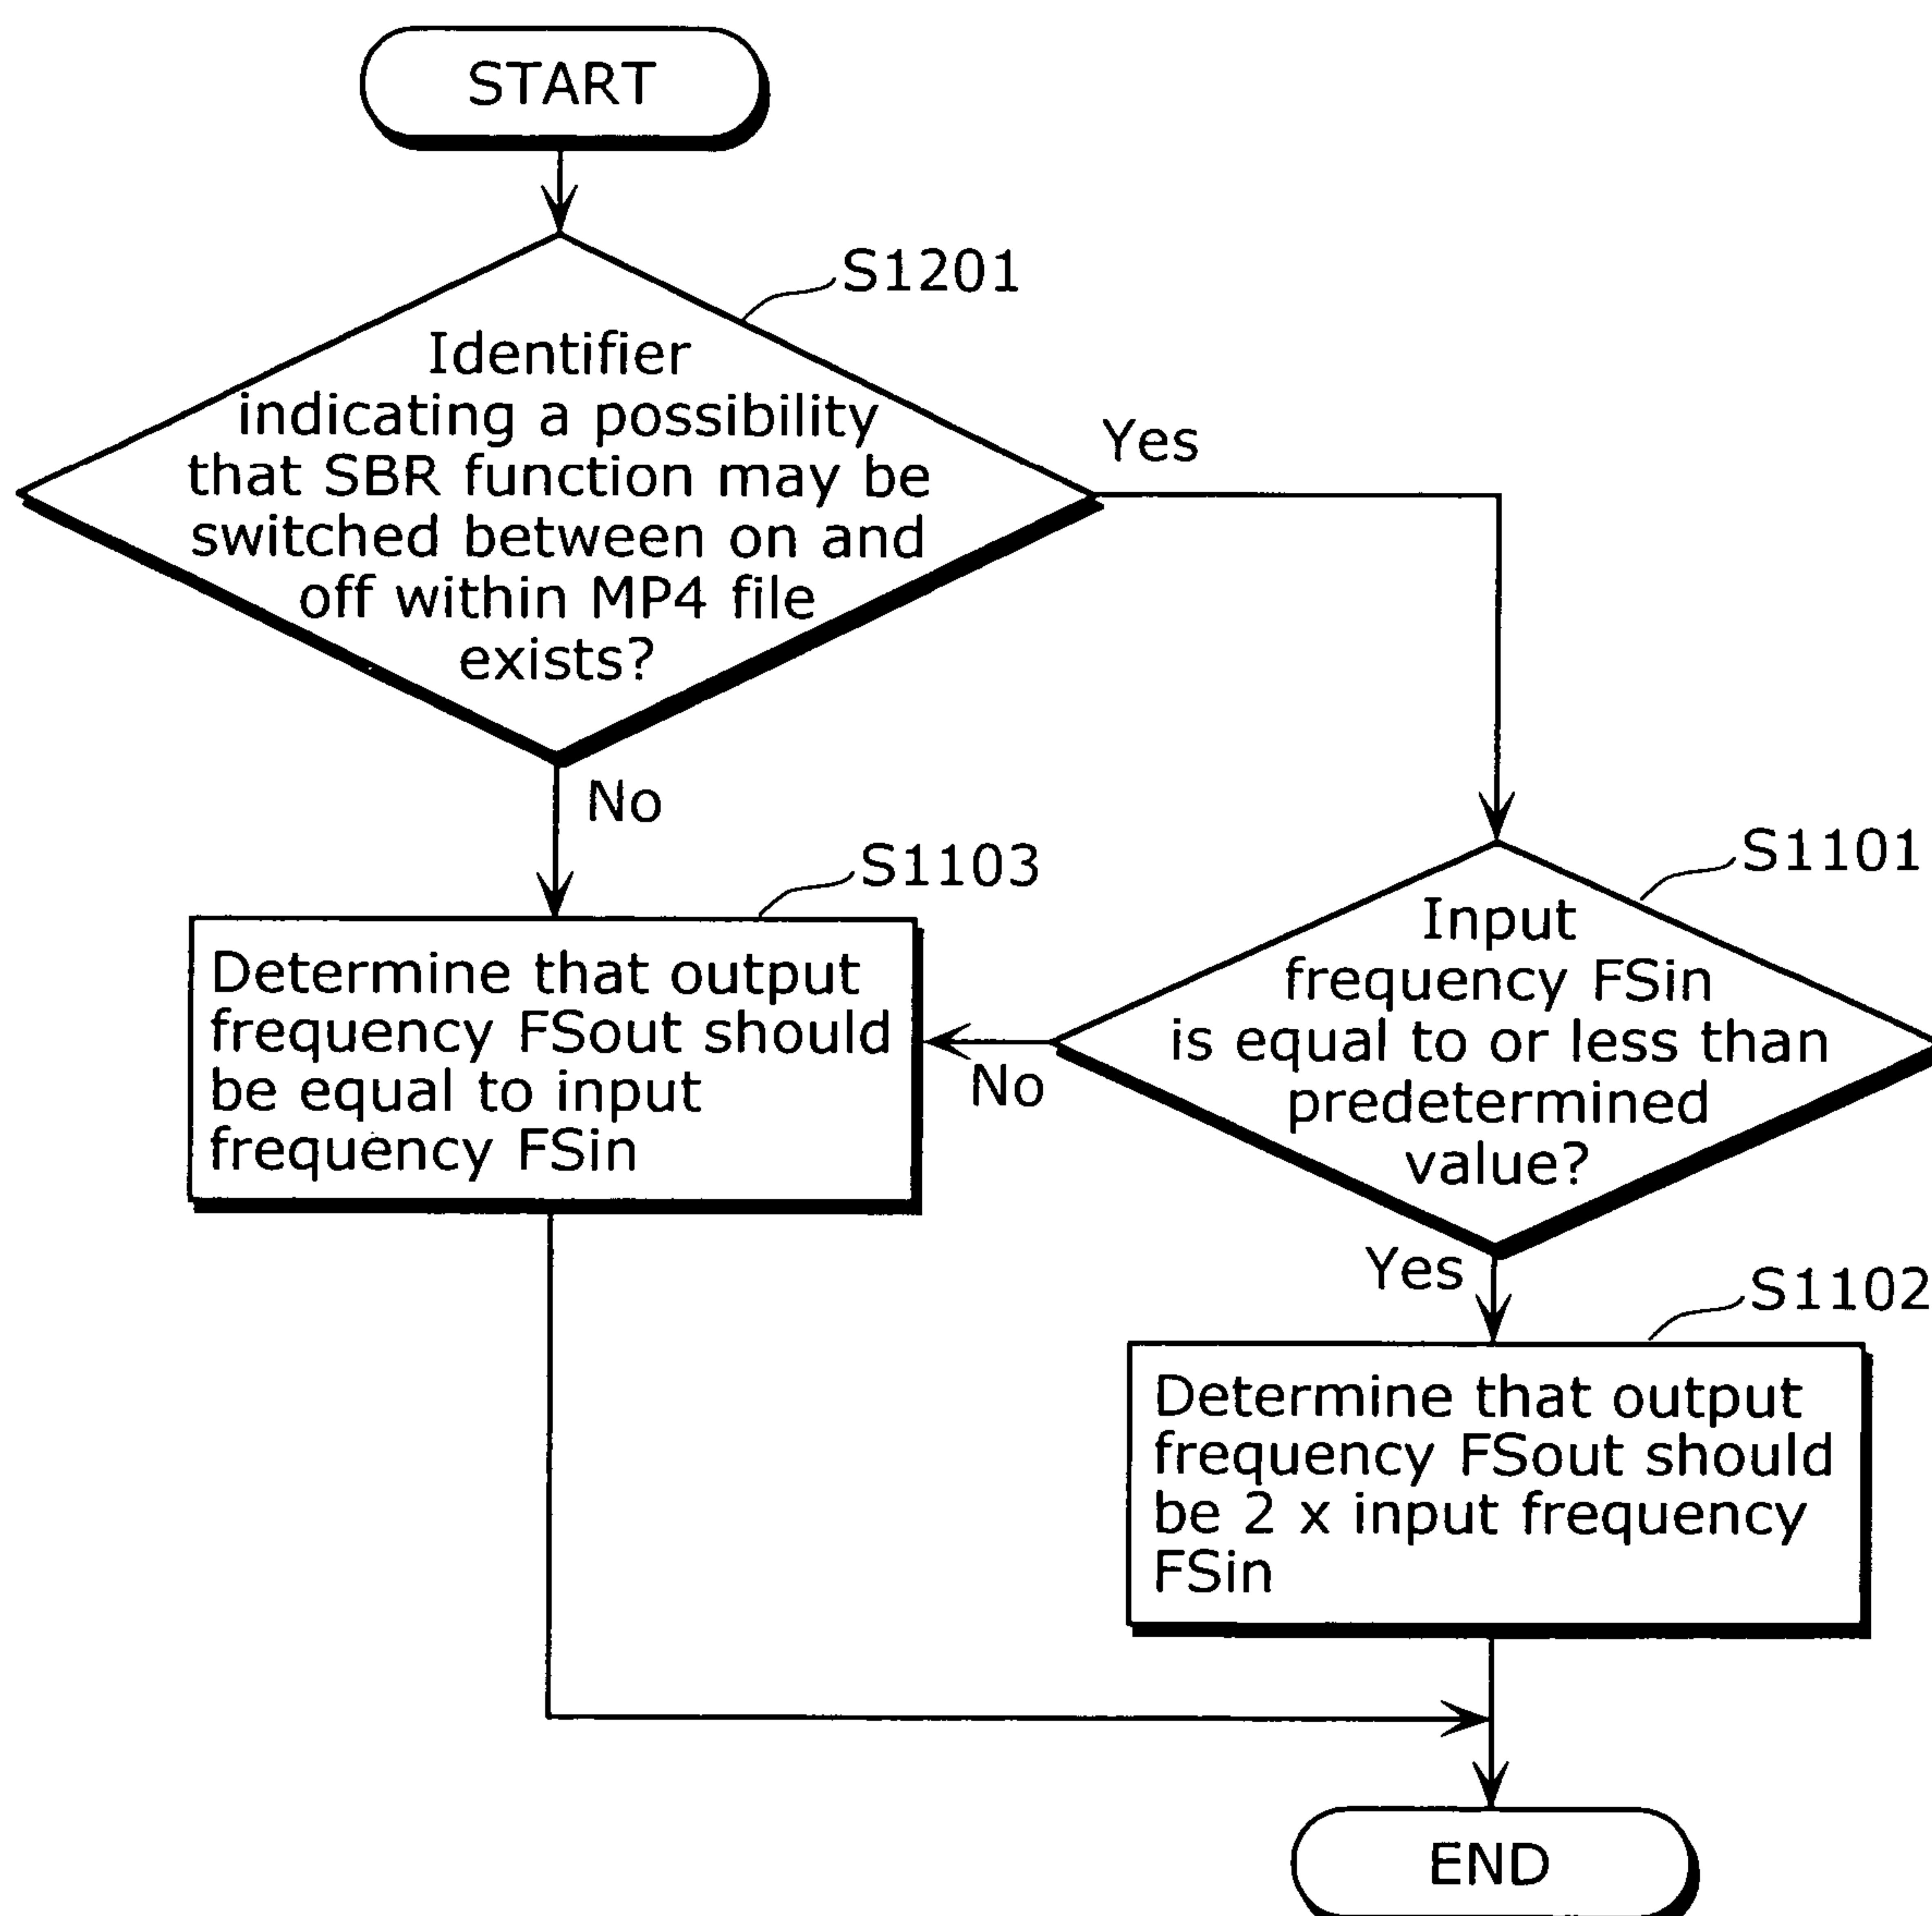 START
S1201
Identifier
indicating a possibility
that SBR function may be
switched between on and
off within MP4 file
exists?
Yes
No
S1103
Determine that output
frequency FSout should
be equal to input
frequency FSin
S1101
Input
frequency FSin
is equal to or less than
predetermined
value?
No
Yes
S1102
Determine that output
frequency FSout should
be 2 x input frequency
FSin
END